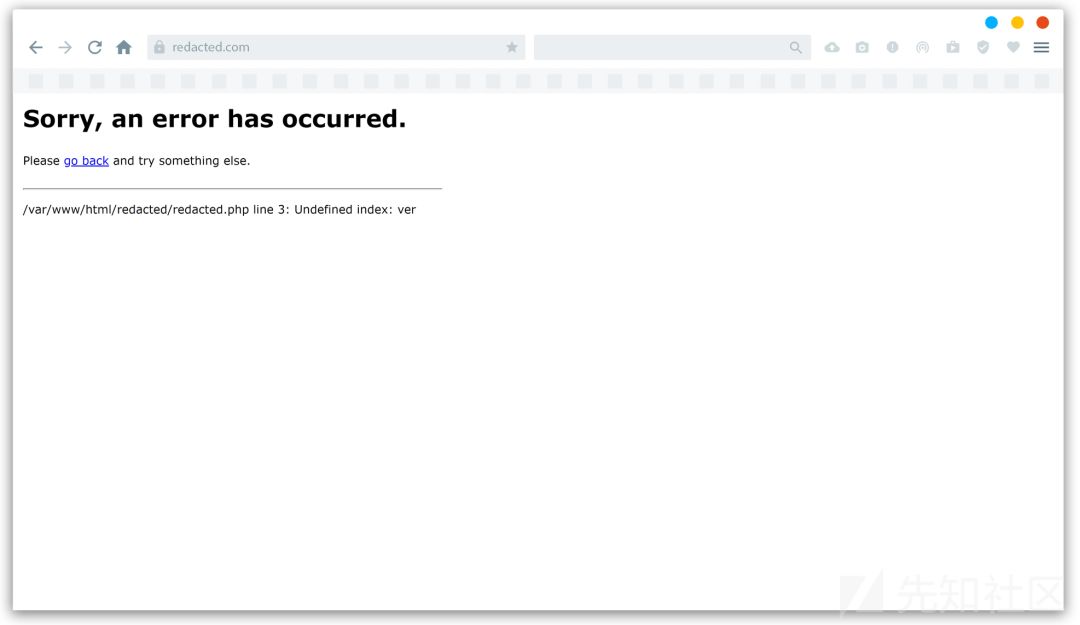 redacted.com
Sorry, an error has occurred.
Please go back and try something else.
/var/www/html/redacted/redacted.php line 3: Undefined index: ver
先知社区